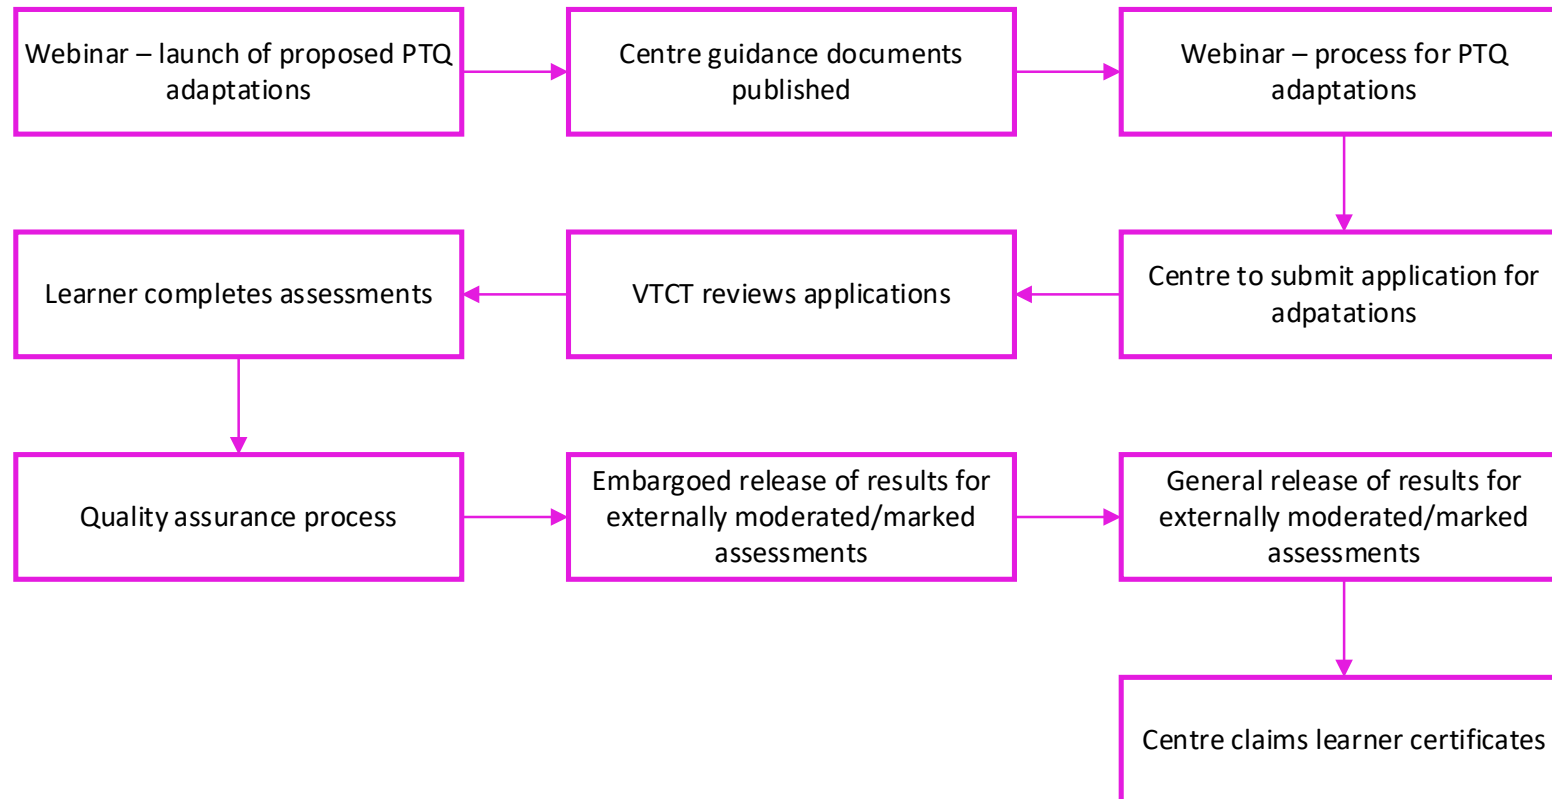 Webinar – launch of proposed PTQ
adaptations
Centre guidance documents
published
Webinar – process for PTQ
adaptations
Centre to submit application for
adpatations
VTCT reviews applications
Learner completes assessments
Quality assurance process
Embargoed release of results for
externally moderated/marked
assessments
General release of results for
externally moderated/marked
assessments
Centre claims learner certificates